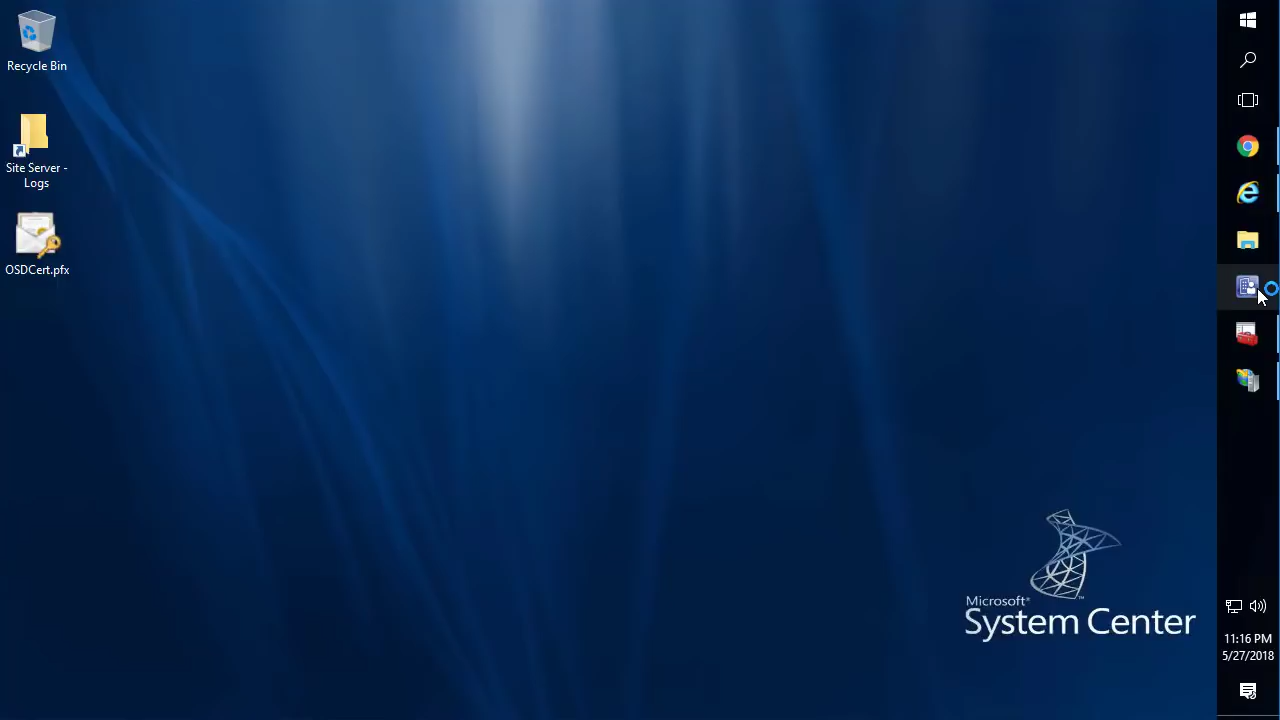 Recycle Bin
Site Server -
Logs
OSDCert.pfx
Microsoft
System Center
11:16 PM
5/27/2018